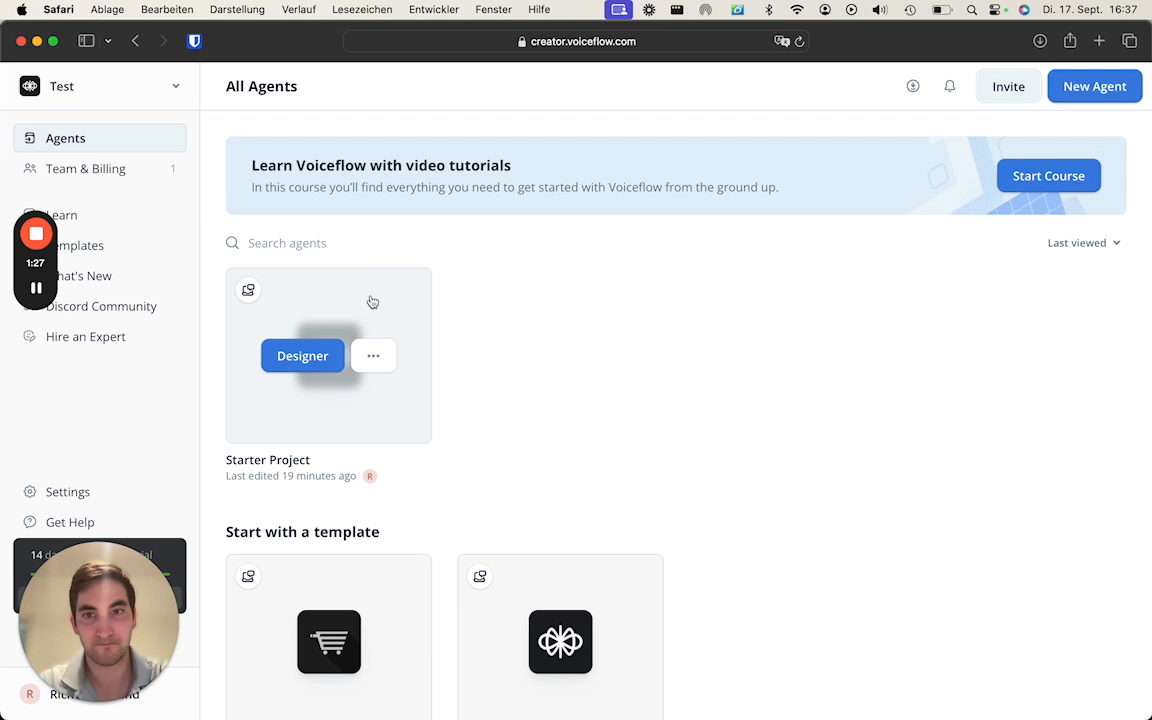 Safari Ablage Bearbeiten Darstellung Verlauf Lesezeichen Entwickler Fenster Hilfe Di. 17. Sept. 16:37
creator.voiceflow.com
Test
All Agents
Invite
New Agent
Agents
Team & Billing 1
Learn Voiceflow with video tutorials
In this course you'll find everything you need to get started with Voiceflow from the ground up.
Start Course
earn
emplates
hat's New
Discord Community
Hire an Expert
1:27
Search agents
Last viewed
Designer
Starter Project
Last edited 19 minutes ago R
Start with a template
Settings
Get Help
14
R